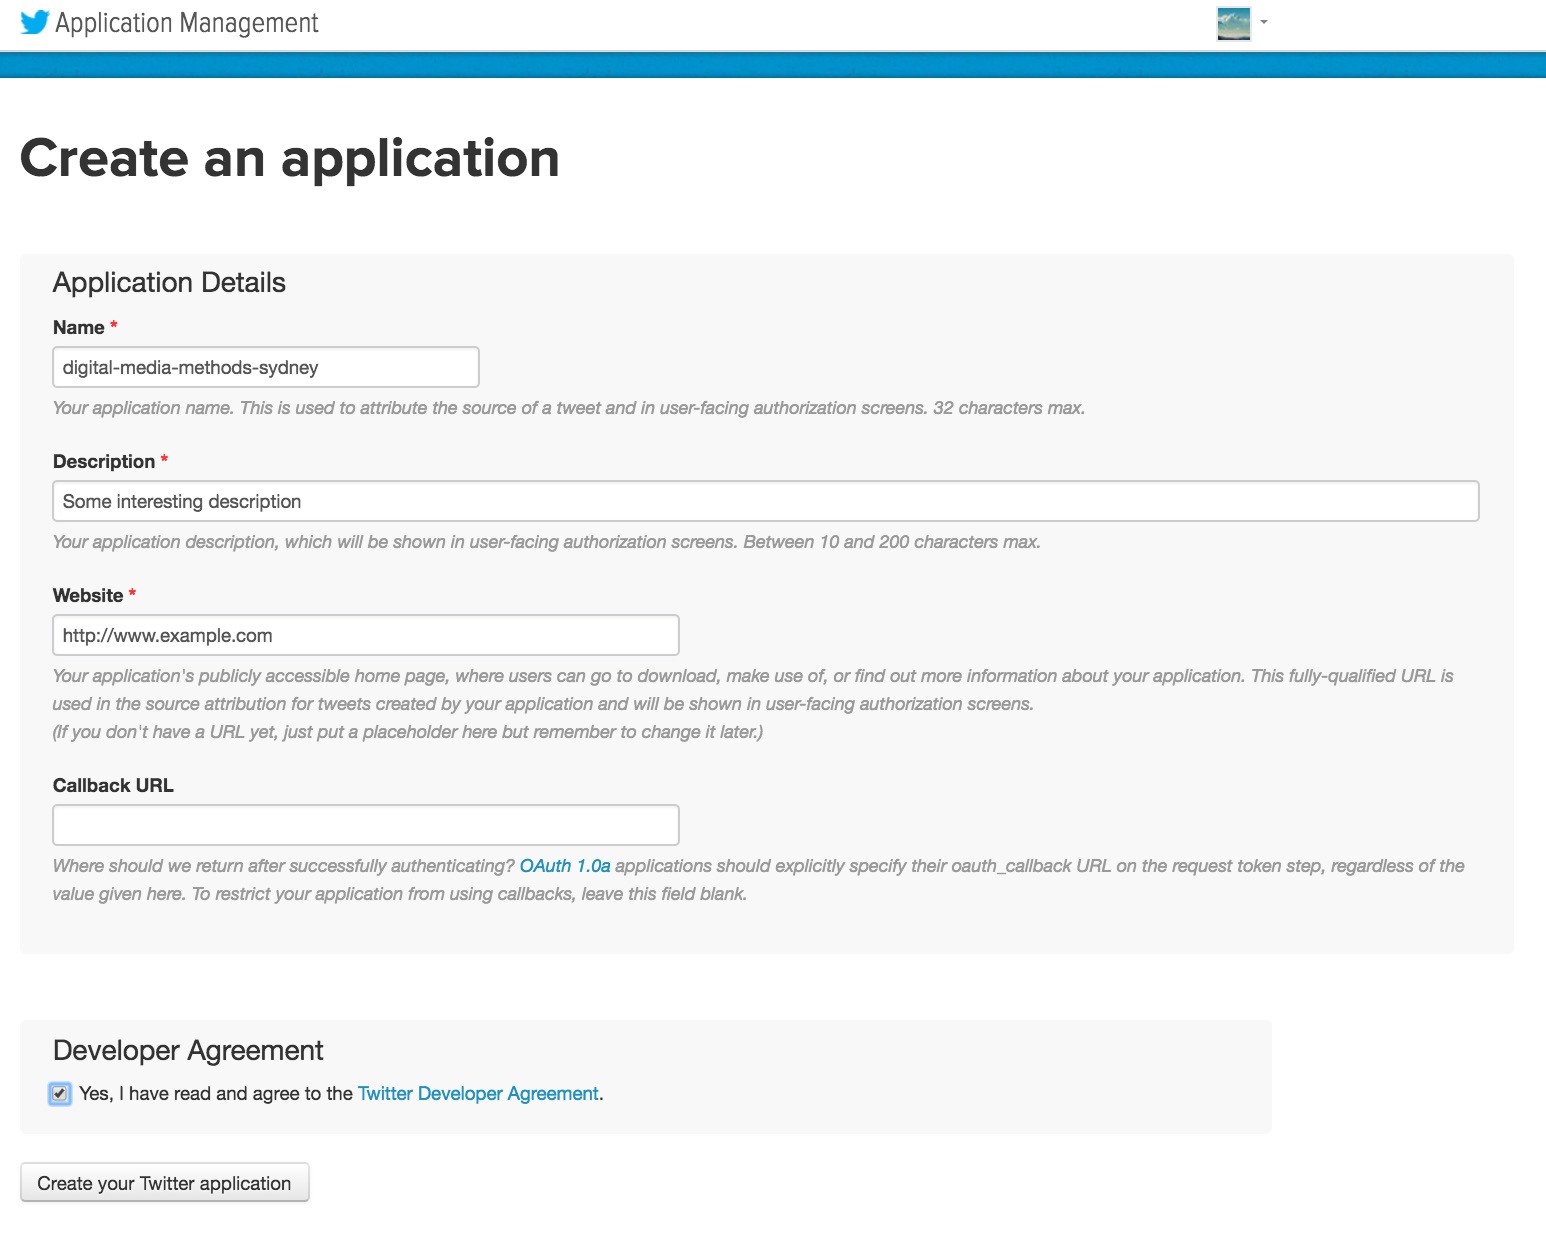 Application Management
Create an application
Application Details
Name *
digital-media-methods-sydney
Your application name. This is used to attribute the source of a tweet and in user-facing authorization screens. 32 characters max.
Description *
Some interesting description
Your application description, which will be shown in user-facing authorization screens. Between 10 and 200 characters max.
Website *
http://www.example.com
Your application's publicly accessible home page, where users can go to download, make use of, or find out more information about your application. This fully-qualified URL is
used in the source attribution for tweets created by your application and will be shown in user-facing authorization screens.
(If you don't have a URL yet, just put a placeholder here but remember to change it later.)
Callback URL
Where should we return after successfully authenticating? OAuth 1.0a applications should explicitly specify their oauth_callback URL on the request token step, regardless of the
value given here. To restrict your application from using callbacks, leave this field blank.
Developer Agreement
Yes, I have read and agree to the Twitter Developer Agreement.
Create your Twitter application